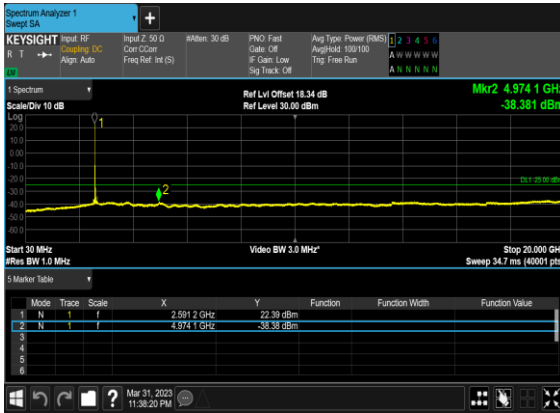 Spectrum Analyzer 1
Swept SA
+
KEYSIGHT Input: RF Input Z: 50 Ω #Atten: 30 dB PNO: Fast Avg Type: Power (RMS) 1 2 3 4 5 6
R T Coupling: DC Corr CCorr Gate: Off Avg|Hold: 100/100 A W W W W W
Align: Auto Freq Ref: Int (S) IF Gain: Low Trig: Free Run
Sig Track: Off A N N N N N
1 Spectrum Ref Lvl Offset 18.34 dB Mkr2 4.974 1 GHz
Scale/Div 10 dB Ref Level 30.00 dBm -38.381 dBm
Log
20.0
10.0
0.00
-10.0
-20.0
-30.0
-40.0
-50.0
-60.0
1
2
DL1 -25.00 dBm
Start 30 MHz Video BW 3.0 MHz* Stop 20.000 GHz
#Res BW 1.0 MHz Sweep 34.7 ms (40001 pts)
5 Marker Table
Mode Trace Scale X Y Function Function Width Function Value
1 N 1 f 2.591 2 GHz 22.39 dBm
2 N 1 f 4.974 1 GHz -38.38 dBm
3
4
5
6
? Mar 31, 2023
11:38:20 PM